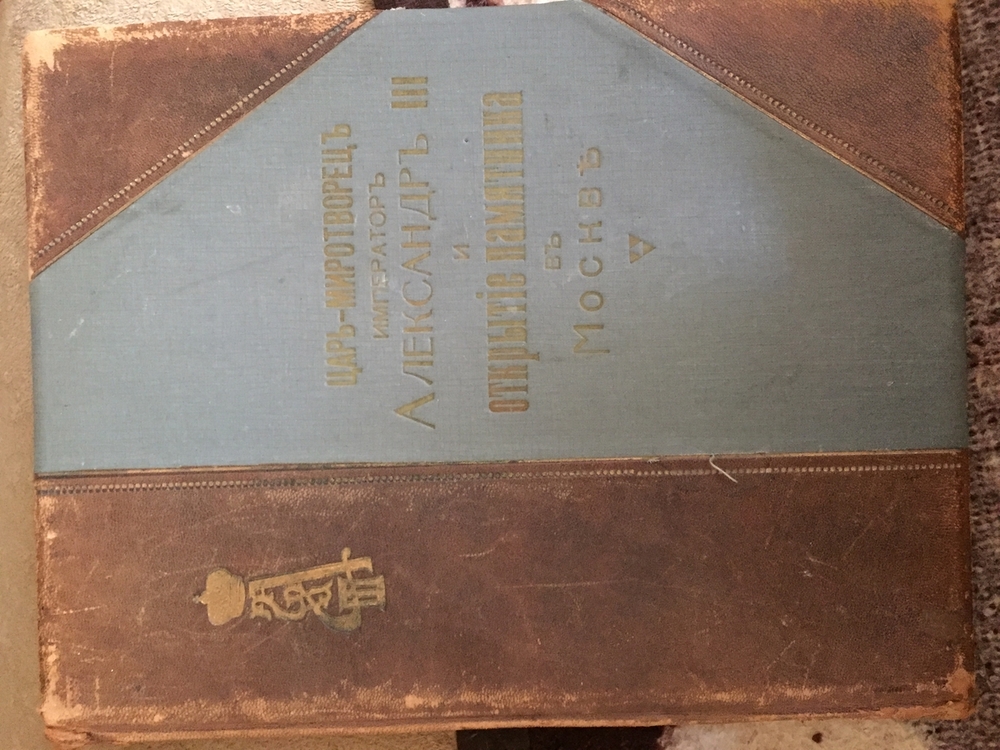 ЦАРЬ-МИРОТВОРЕЦЪ
ИМПЕРАТОРЪ
АЛЕКСАНДРЪ III
И
ОТКРЫТІЕ ПАМЯТНИКА
ВЪ
МОСКВѢ